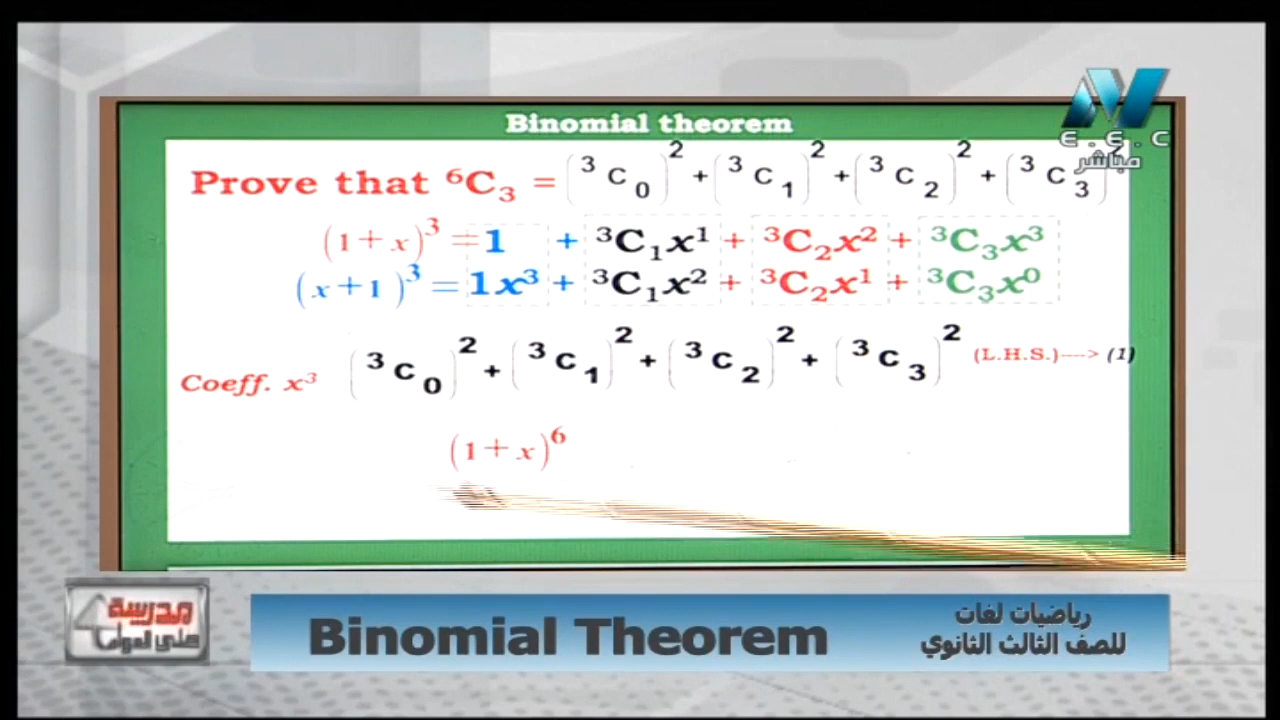 Binomial theorem
E . E . C
مباشر
Prove that ⁶C₃ = (³C₀)² + (³C₁)² + (³C₂)² + (³C₃)²
(1 + x)³ = 1 + ³C₁x¹ + ³C₂x² + ³C₃x³
(x + 1)³ = 1x³ + ³C₁x² + ³C₂x¹ + ³C₃x⁰
Coeff. x³ (³C₀)² + (³C₁)² + (³C₂)² + (³C₃)² (L.H.S.)----> (1)
(1 + x)⁶
مدرسة
على الهواء
Binomial Theorem
رياضيات لغات
للصف الثالث الثانوي